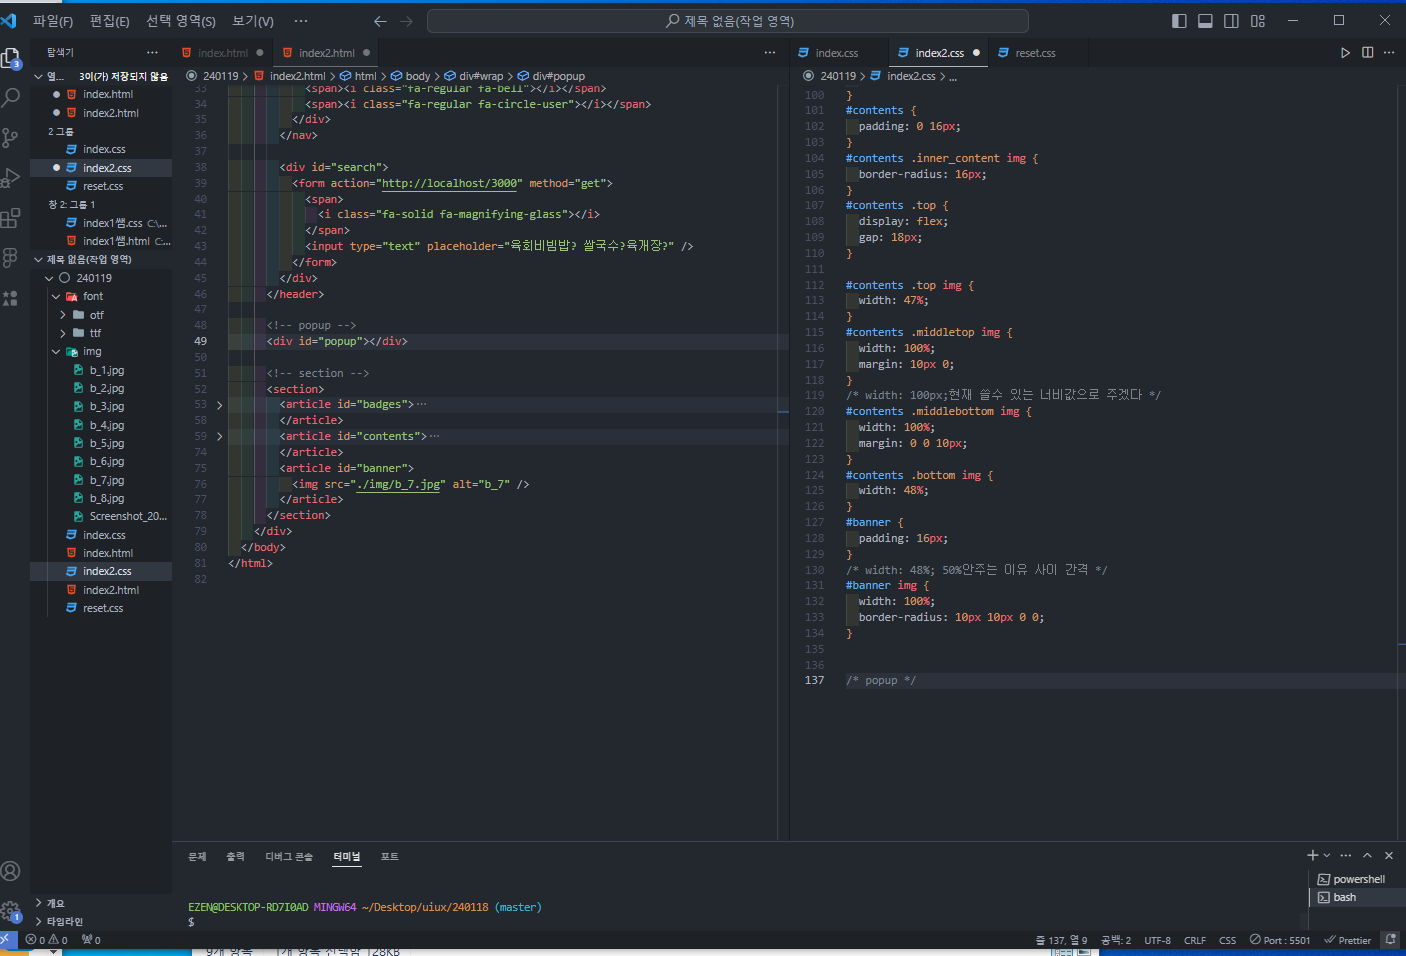 파일(F) 편집(E) 선택 영역(S) 보기(V) ··· 제목 없음(작업 영역)
탐색기 ···
열... 3이(가) 저장되지 않음
index.html
index2.html
2 그룹
index.css
index2.css
reset.css
창 2: 그룹 1
index1쌤.css C:\...
index1쌤.html C:...
제목 없음(작업 영역)
240119
font
otf
ttf
img
b_1.jpg
b_2.jpg
b_3.jpg
b_4.jpg
b_5.jpg
b_6.jpg
b_7.jpg
b_8.jpg
Screenshot_20...
index.css
index.html
index2.css
index2.html
reset.css
개요
타임라인
index.html index2.html ···
240119 > index2.html > html > body > div#wrap > div#popup
33 <span><i class="fa-regular fa-bell"></i></span>
34 <span><i class="fa-regular fa-circle-user"></i></span>
35 </div>
36 </nav>
37
38 <div id="search">
39 <form action="http://localhost/3000" method="get">
40 <span>
41 <i class="fa-solid fa-magnifying-glass"></i>
42 </span>
43 <input type="text" placeholder="육회비빔밥? 쌀국수?육개장?" />
44 </form>
45 </div>
46 </header>
47
48 <!-- popup -->
49 <div id="popup"></div>
50
51 <!-- section -->
52 <section>
53 <article id="badges">···
58 </article>
59 <article id="contents">···
74 </article>
75 <article id="banner">
76 <img src="./img/b_7.jpg" alt="b_7" />
77 </article>
78 </section>
79 </div>
80 </body>
81 </html>
82
index.css index2.css reset.css ···
240119 > index2.css > ...
100 }
101 #contents {
102 padding: 0 16px;
103 }
104 #contents .inner_content img {
105 border-radius: 16px;
106 }
107 #contents .top {
108 display: flex;
109 gap: 18px;
110 }
111
112 #contents .top img {
113 width: 47%;
114 }
115 #contents .middletop img {
116 width: 100%;
117 margin: 10px 0;
118 }
119 /* width: 100px;현재 쓸수 있는 너비값으로 주겠다 */
120 #contents .middlebottom img {
121 width: 100%;
122 margin: 0 0 10px;
123 }
124 #contents .bottom img {
125 width: 48%;
126 }
127 #banner {
128 padding: 16px;
129 }
130 /* width: 48%; 50%안주는 이유 사이 간격 */
131 #banner img {
132 width: 100%;
133 border-radius: 10px 10px 0 0;
134 }
135
136
137 /* popup */
문제 출력 디버그 콘솔 터미널 포트
EZEN@DESKTOP-RD7I0AD MINGW64 ~/Desktop/uiux/240118 (master)
$
powershell
bash
0 0 0 줄 137, 열 9 공백: 2 UTF-8 CRLF CSS Port : 5501 Prettier
9개 항목 1개 항목 선택함 128KB